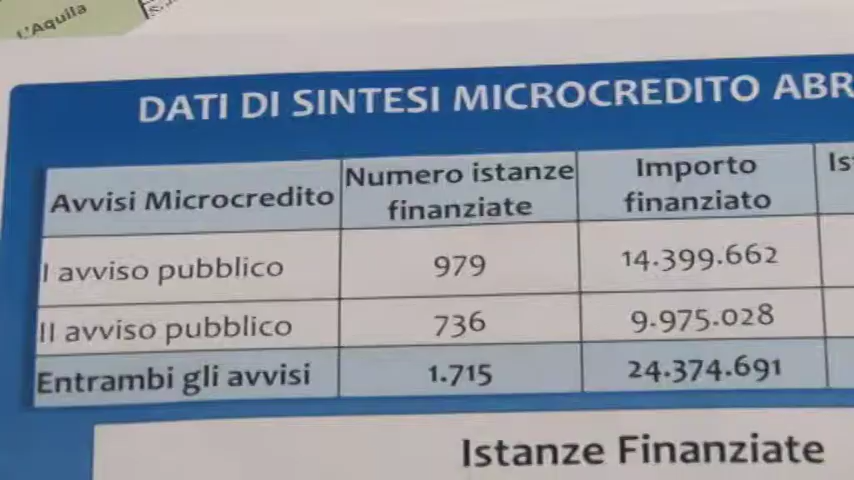 L'Aquila
DATI DI SINTESI MICROCREDITO ABR
Avvisi Microcredito
Numero istanze
finanziate
Importo
finanziato
Is
I avviso pubblico
979
14.399.662
II avviso pubblico
736
9.975.028
Entrambi gli avvisi
1.715
24.374.691
Istanze Finanziate